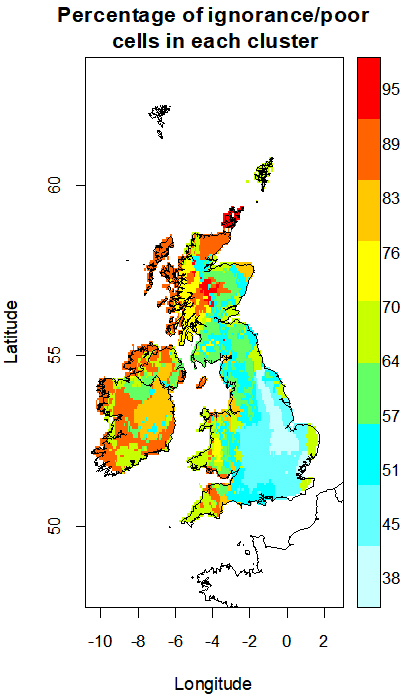 Percentage of ignorance/poor
cells in each cluster
95
89
83
76
70
64
57
51
45
38
60
55
50
Latitude
-10 -8 -6 -4 -2 0 2
Longitude